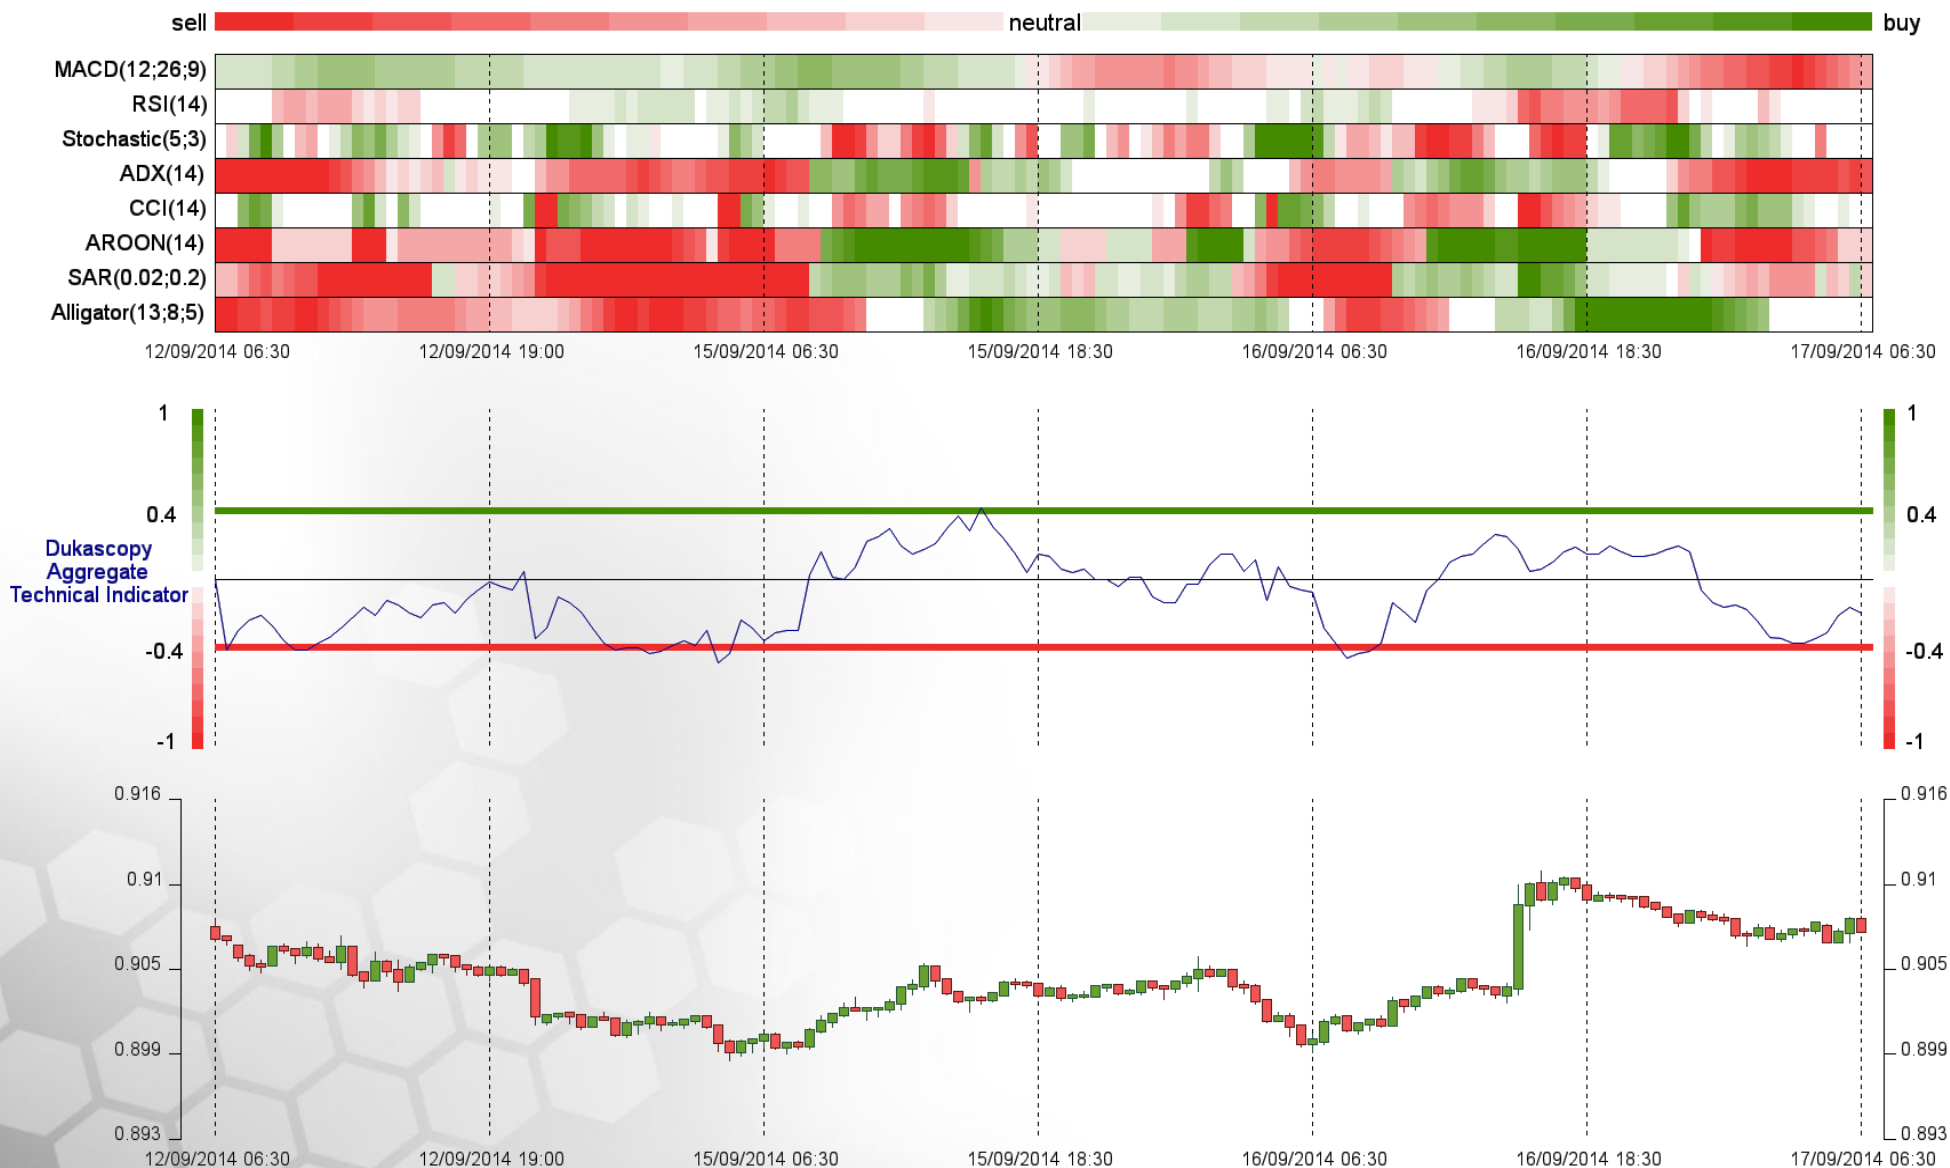 sell neutral buy
MACD(12;26;9)
RSI(14)
Stochastic(5;3)
ADX(14)
CCI(14)
AROON(14)
SAR(0.02;0.2)
Alligator(13;8;5)
12/09/2014 06:30 12/09/2014 19:00 15/09/2014 06:30 15/09/2014 18:30 16/09/2014 06:30 16/09/2014 18:30 17/09/2014 06:30
1 1
0.4 0.4
Dukascopy
Aggregate
Technical Indicator
-0.4 -0.4
-1 -1
0.916 0.916
0.91 0.91
0.905 0.905
0.899 0.899
0.893 0.893
12/09/2014 06:30 12/09/2014 19:00 15/09/2014 06:30 15/09/2014 18:30 16/09/2014 06:30 16/09/2014 18:30 17/09/2014 06:30